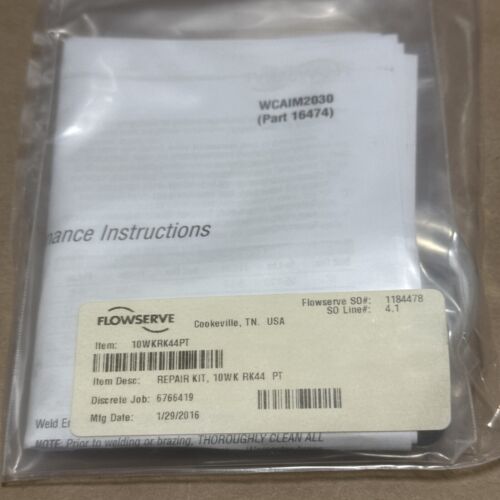 WCAIM2030
(Part 16474)
nance Instructions
FLOWSERVE
Cookeville, TN. USA
Flowserve SO#: 1184478
SO Line#: 4.1
Item: 10WKRK44PT
Item Desc: REPAIR KIT, 10WK RK44 PT
Discrete Job: 6766419
Mfg Date: 1/29/2016
Weld En
NOTE: Prior to welding or brazing, THOROUGHLY CLEAN ALL